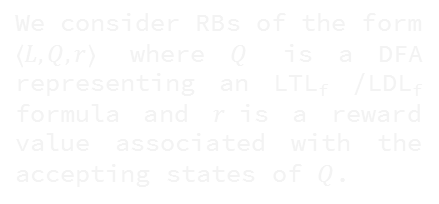 We consider RBs of the form
⟨L,Q,r⟩ where Q is a DFA
representing an LTLf /LDLf
formula and r is a reward
value associated with the
accepting states of Q.